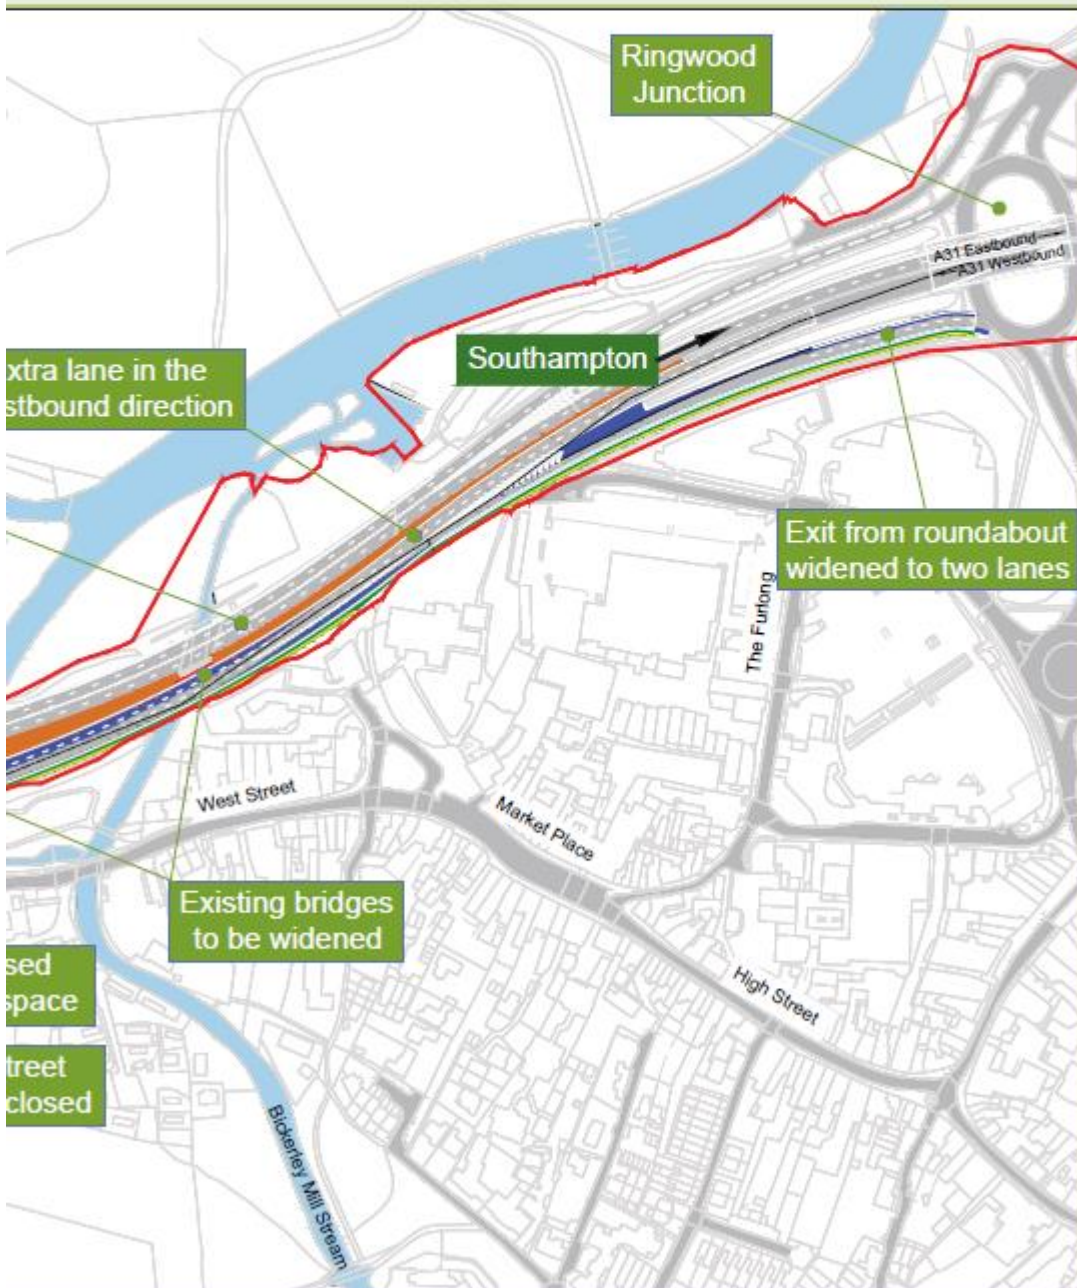 Ringwood
Junction
A31 Eastbound
A31 Westbound
Southampton
xtra lane in the
stbound direction
Exit from roundabout
widened to two lanes
The Furlong
West Street
Market Place
Existing bridges
to be widened
High Street
sed
space
treet
closed
Bickerley Mill Stream